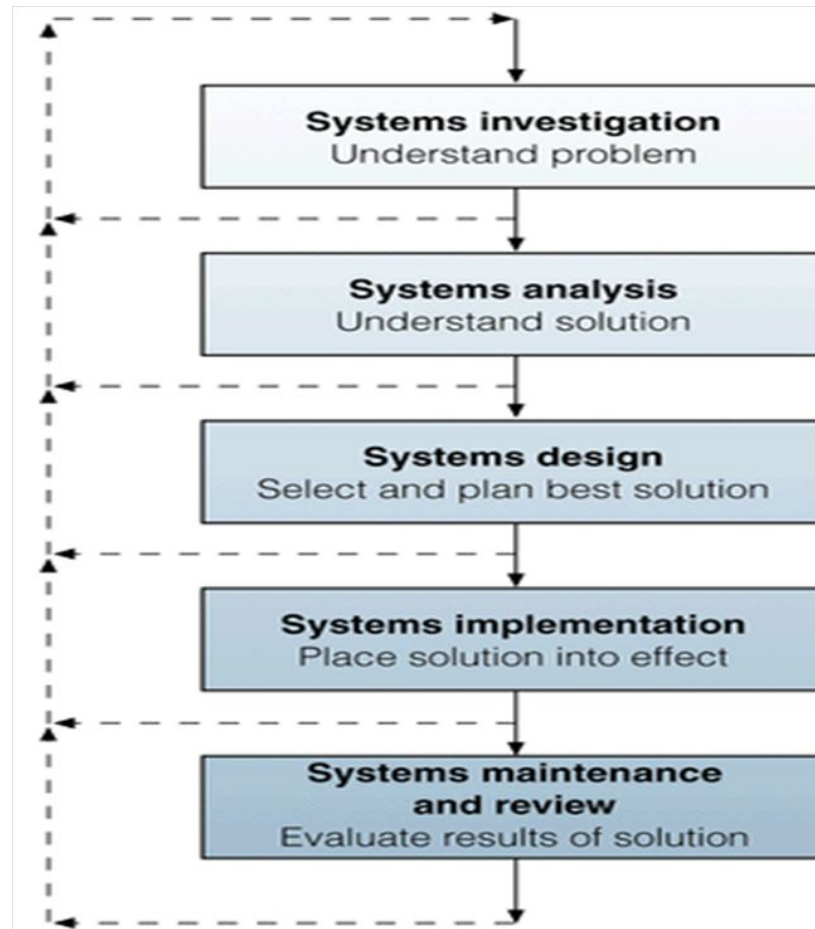 Systems investigation
Understand problem
Systems analysis
Understand solution
Systems design
Select and plan best solution
Systems implementation
Place solution into effect
Systems maintenance
and review
Evaluate results of solution